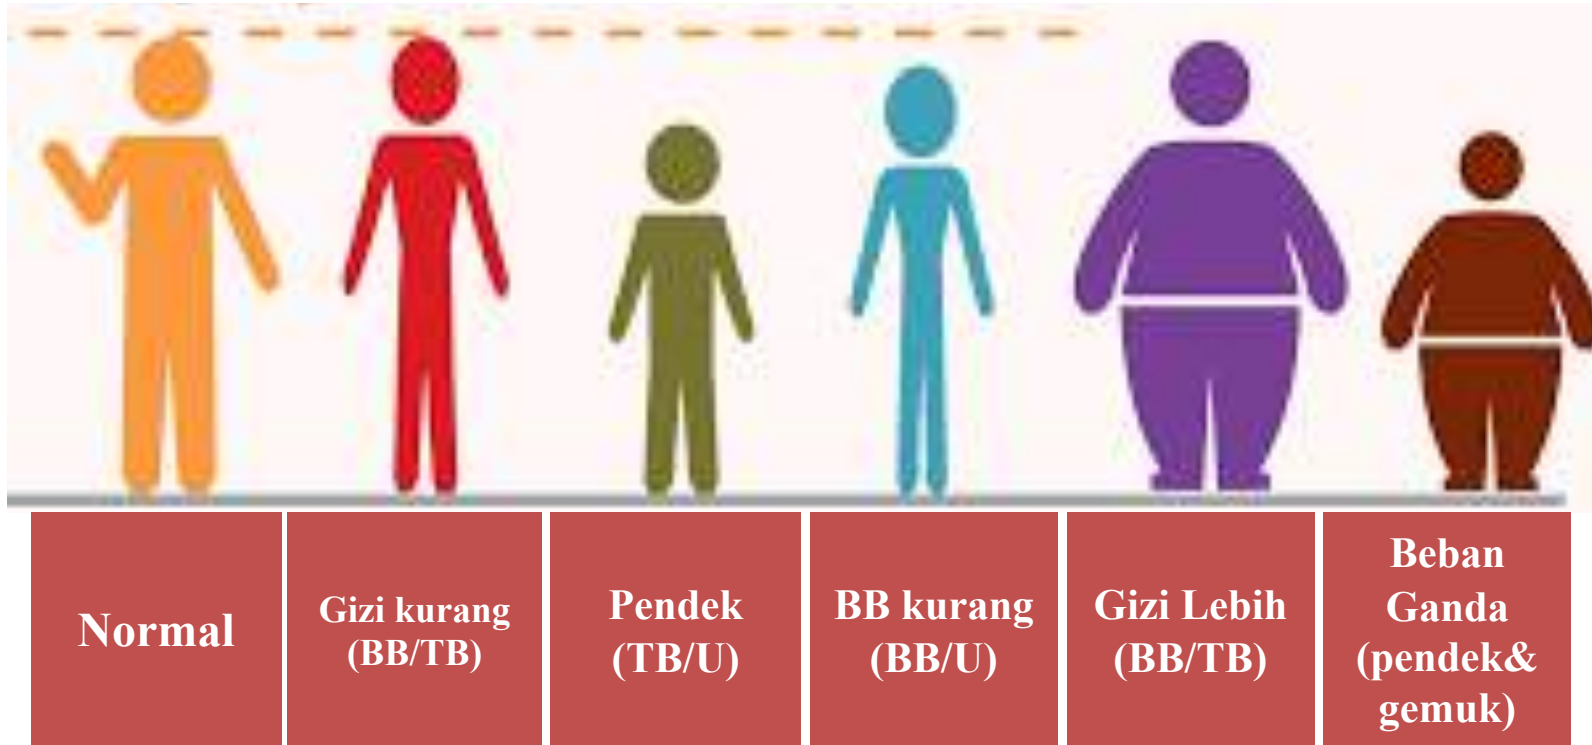 Normal
Gizi kurang
(BB/TB)
Pendek
(TB/U)
BB kurang
(BB/U)
Gizi Lebih
(BB/TB)
Beban
Ganda
(pendek&
gemuk)